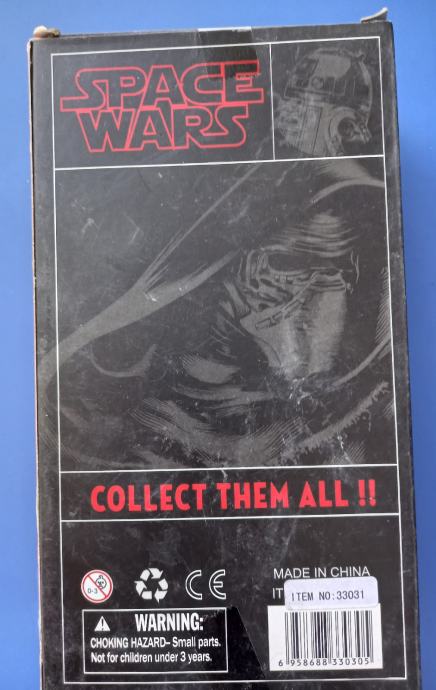 SPACE
WARS
COLLECT THEM ALL !!
0-3
MADE IN CHINA
IT
ITEM NO:33031
WARNING:
CHOKING HAZARD– Small parts.
Not for children under 3 years.
6 958688 330305